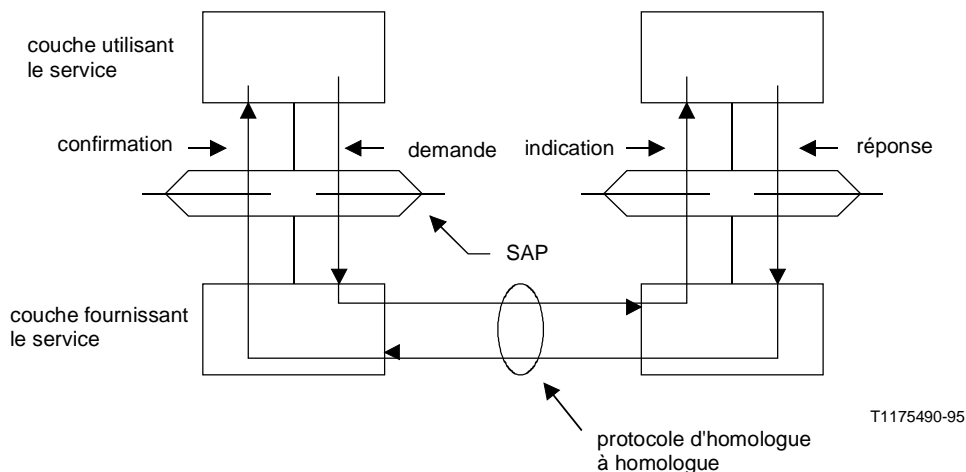 couche utilisant
le service
confirmation
demande
indication
réponse
SAP
couche fournissant
le service
T1175490-95
protocole d'homologue
à homologue